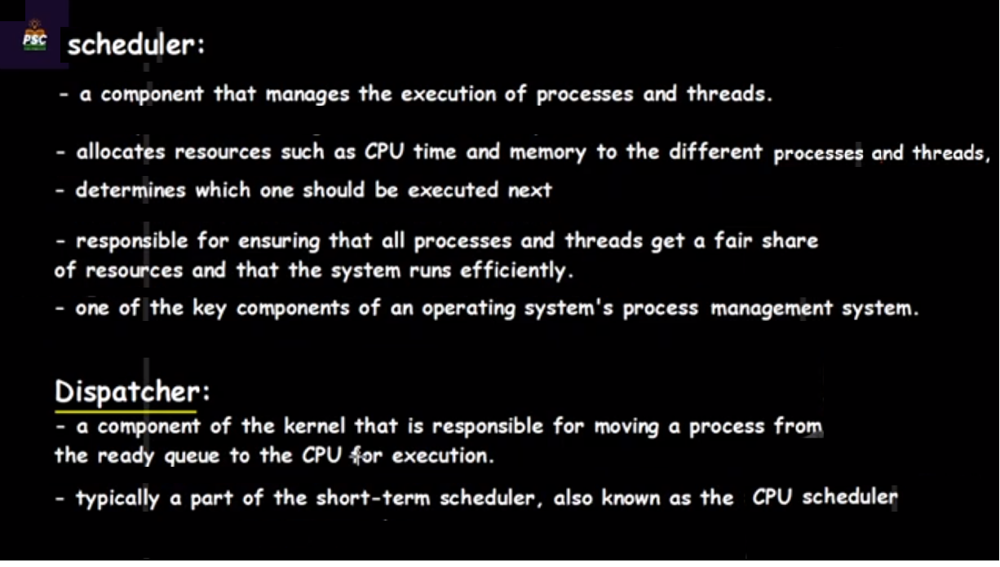 PSC
scheduler:
- a component that manages the execution of processes and threads.
- allocates resources such as CPU time and memory to the different processes and threads,
- determines which one should be executed next
- responsible for ensuring that all processes and threads get a fair share
of resources and that the system runs efficiently.
- one of the key components of an operating system's process management system.
Dispatcher:
- a component of the kernel that is responsible for moving a process from
the ready queue to the CPU for execution.
- typically a part of the short-term scheduler, also known as the CPU scheduler